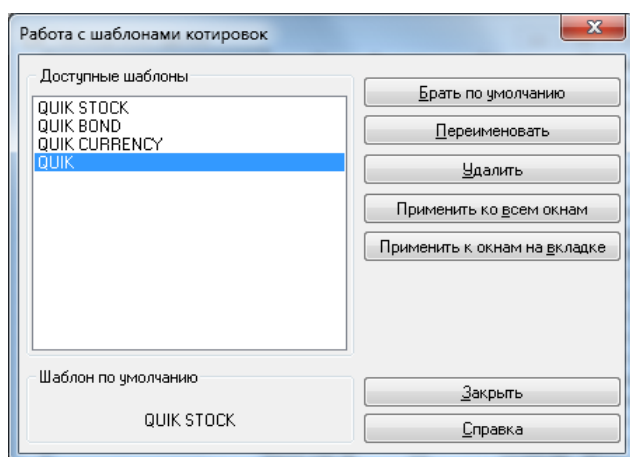 Работа с шаблонами котировок
x
Доступные шаблоны
QUIK STOCK
QUIK BOND
QUIK CURRENCY
QUIK
Брать по умолчанию
Переименовать
Удалить
Применить ко всем окнам
Применить к окнам на вкладке
Шаблон по умолчанию
QUIK STOCK
Закрыть
Справка